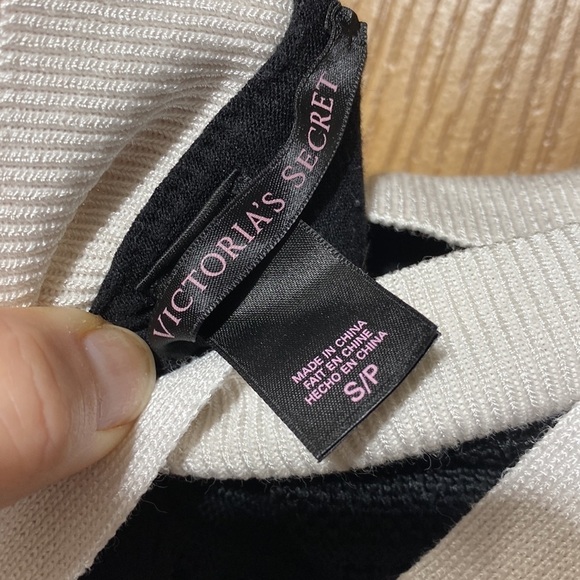 VICTORIA'S SECRET
MADE IN CHINA
FAIT EN CHINE
HECHO EN CHINA
S/P